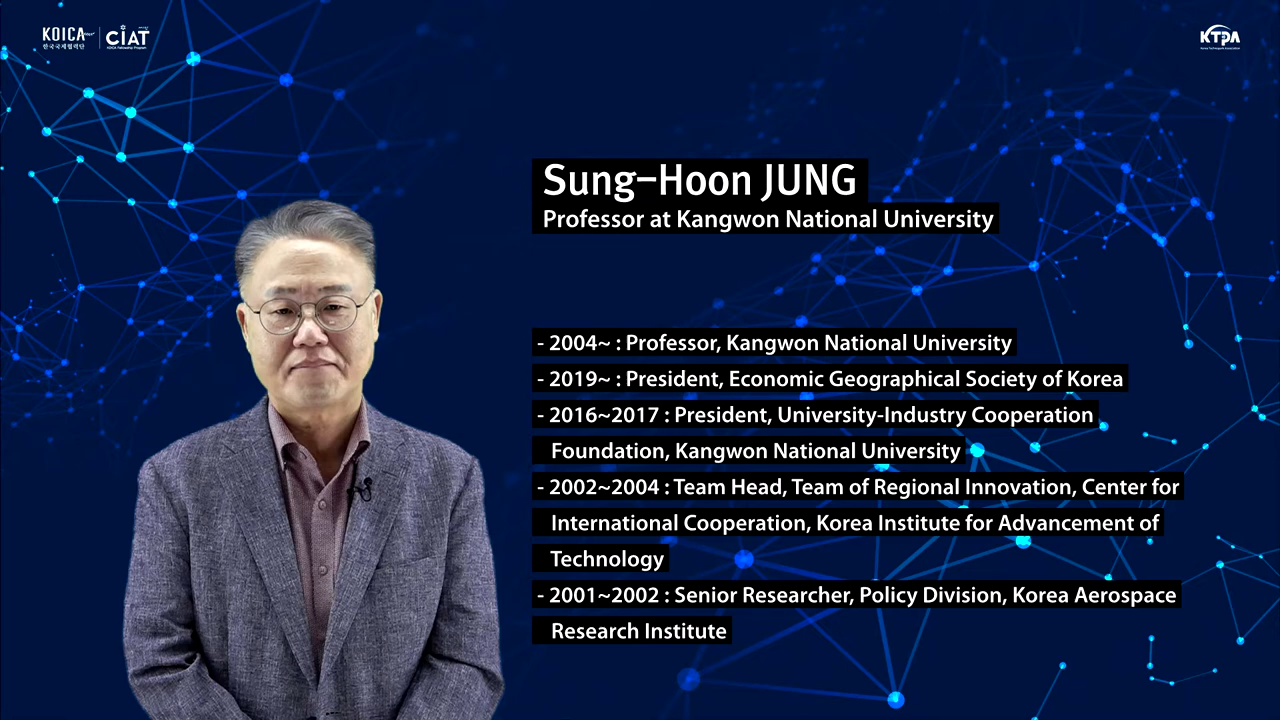 KOICA
한국국제협력단
CIAT
KOICA Fellowship Program
KTPA
Korea Technopark Association
Sung-Hoon JUNG
Professor at Kangwon National University
- 2004~ : Professor, Kangwon National University
- 2019~ : President, Economic Geographical Society of Korea
- 2016~2017 : President, University-Industry Cooperation
Foundation, Kangwon National University
- 2002~2004 : Team Head, Team of Regional Innovation, Center for
International Cooperation, Korea Institute for Advancement of
Technology
- 2001~2002 : Senior Researcher, Policy Division, Korea Aerospace
Research Institute